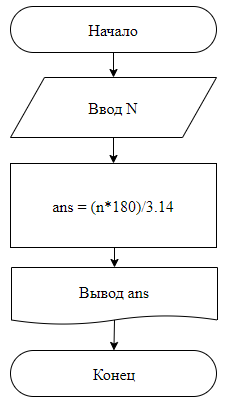 Начало
Ввод N
ans = (n*180)/3.14
Вывод ans
Конец